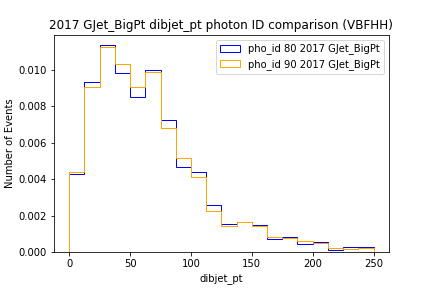 2017 GJet_BigPt dibjet_pt photon ID comparison (VBFHH)
pho_id 80 2017 GJet_BigPt
pho_id 90 2017 GJet_BigPt
Number of Events
0.010
0.008
0.006
0.004
0.002
0.000
0 50 100 150 200 250
dibjet_pt